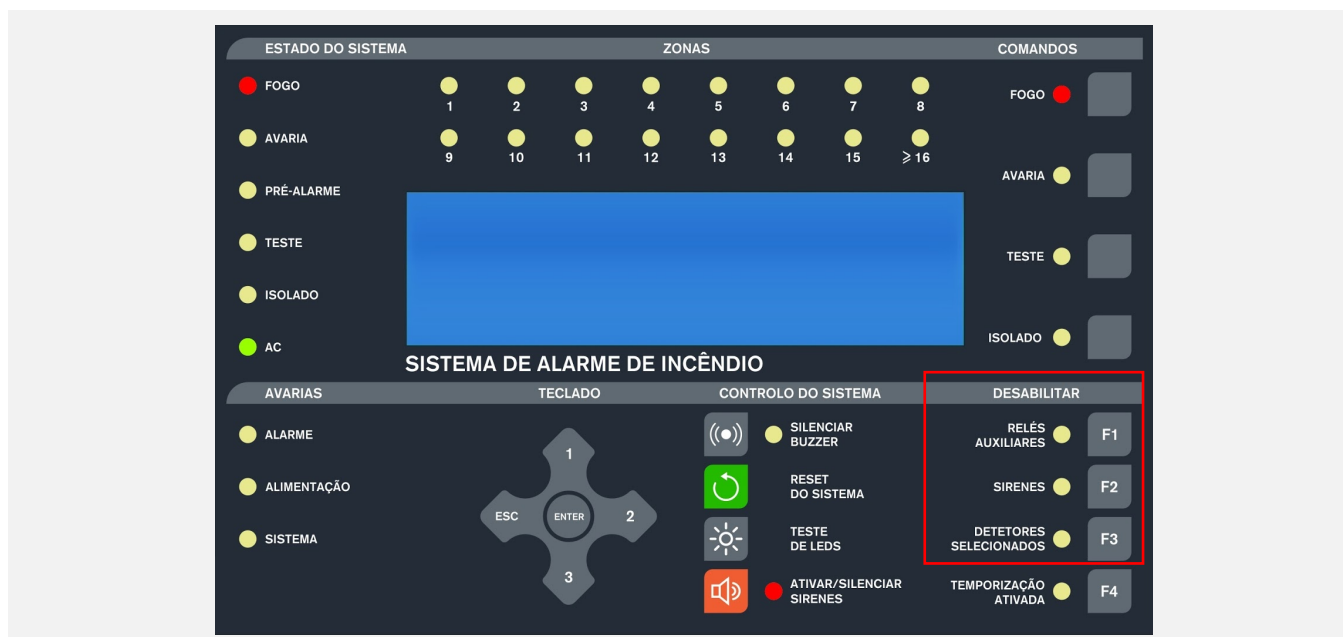 ESTADO DO SISTEMA
ZONAS
COMANDOS
FOGO
1 2 3 4 5 6 7 8
FOGO
AVARIA
9 10 11 12 13 14 15 ⩾16
AVARIA
PRÉ-ALARME
TESTE
TESTE
ISOLADO
ISOLADO
AC
SISTEMA DE ALARME DE INCÊNDIO
AVARIAS
ALARME
ALIMENTAÇÃO
SISTEMA
TECLADO
1
ESC ENTER 2
3
CONTROLO DO SISTEMA
SILENCIAR
BUZZER
RESET
DO SISTEMA
TESTE
DE LEDS
ATIVAR/SILENCIAR
SIRENES
DESABILITAR
RELÉS
AUXILIARES
F1
SIRENES
F2
DETETORES
SELECIONADOS
F3
TEMPORIZAÇÃO
ATIVADA
F4